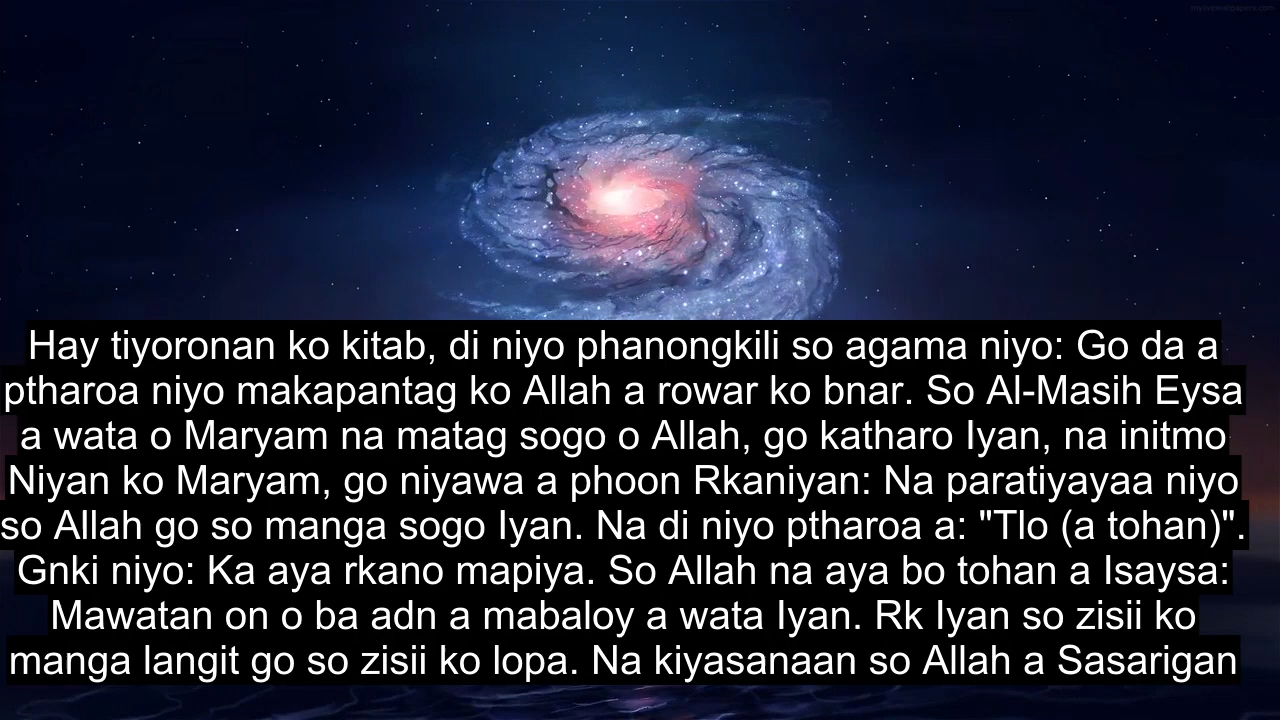 Hay tiyoronan ko kitab, di niyo phanongkili so agama niyo: Go da a
ptharoa niyo makapantag ko Allah a rowar ko bnar. So Al-Masih Eysa
a wata o Maryam na matag sogo o Allah, go katharo Iyan, na initmo
Niyan ko Maryam, go niyawa a phoon Rkaniyan: Na paratiyayaa niyo
so Allah go so manga sogo Iyan. Na di niyo ptharoa a: "Tlo (a tohan)".
Gnki niyo: Ka aya rkano mapiya. So Allah na aya bo tohan a Isaysa:
Mawatan on o ba adn a mabaloy a wata Iyan. Rk Iyan so zisii ko
manga langit go so zisii ko lopa. Na kiyasanaan so Allah a Sasarigan